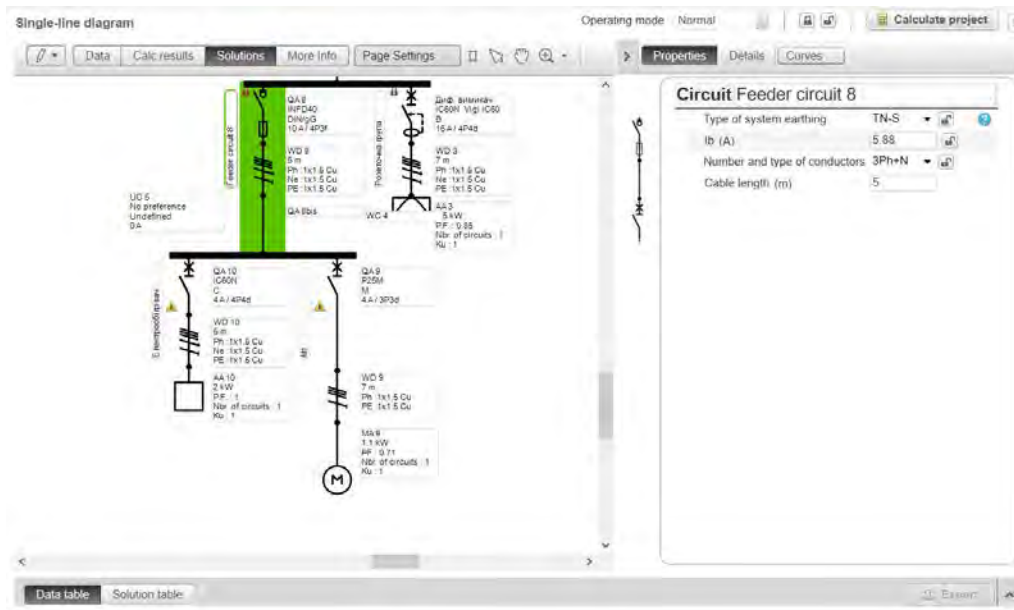 Single-line diagram
Operating mode Normal
Calculate project
Data
Calc results
Solutions
More Info
Page Settings
Properties
Details
Curves
Circuit Feeder circuit 8
Type of system earthing TN-S
Ib (A) 5.88
Number and type of conductors 3Ph+N
Cable length (m) 5
Feeder circuit 8
QA 8
INFD40
DIN/gG
10 A / 4P3f
WD 8
5 m
Ph :1x1.5 Cu
Ne :1x1.5 Cu
PE :1x1.5 Cu
QA 8bis
Розеточна група
Диф. вимикач
iC60N Vigi iC60
B
16 A / 4P4d
WD 3
7 m
Ph :1x1.5 Cu
Ne :1x1.5 Cu
PE :1x1.5 Cu
WC 4
AA 3
5 kW
P.F. : 0.85
Nbr. of circuits : 1
Ku : 1
No preference
Undefined
0 A
QA 10
iC60N
C
4 A / 4P4d
WD 10
Ph :1x1.5 Cu
Ne :1x1.5 Cu
PE :1x1.5 Cu
AA 10
2 kW
P.F. : 1
Nbr. of circuits : 1
Ku : 1
QA 9
P25M
M
4 A / 3P3d
M1
WD 9
7 m
Ph :1x1.5 Cu
PE :1x1.5 Cu
MA 9
1.1 kW
PF : 0.71
Nbr. of circuits : 1
Ku : 1
M
Data table
Solution table
Export